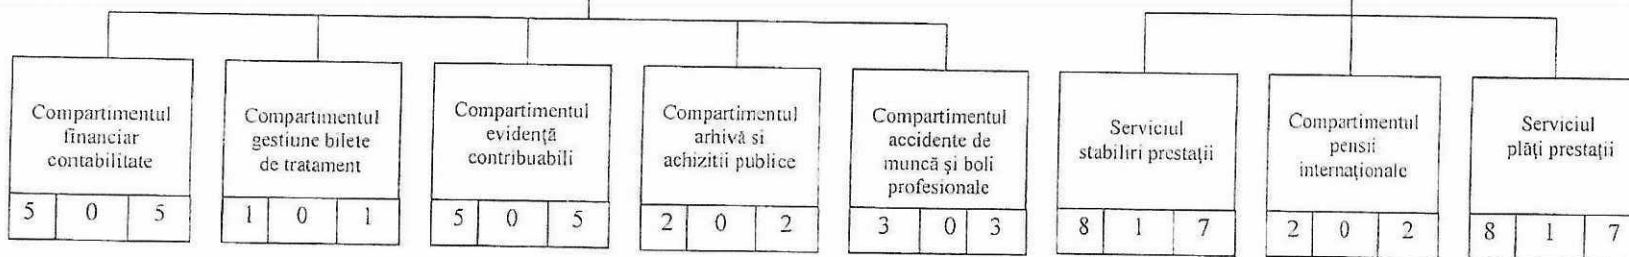 Compartimentul
financiar
contabilitate
5 0 5
Compartimentul
gestiune bilete
de tratament
1 0 1
Compartimentul
evidență
contribuabili
5 0 5
Compartimentul
arhivă si
achizitii publice
2 0 2
Compartimentul
accidente de
muncă și boli
profesionale
3 0 3
Serviciul
stabiliri prestații
8 1 7
Compartimentul
pensii
internaționale
2 0 2
Serviciul
plăți prestații
8 1 7